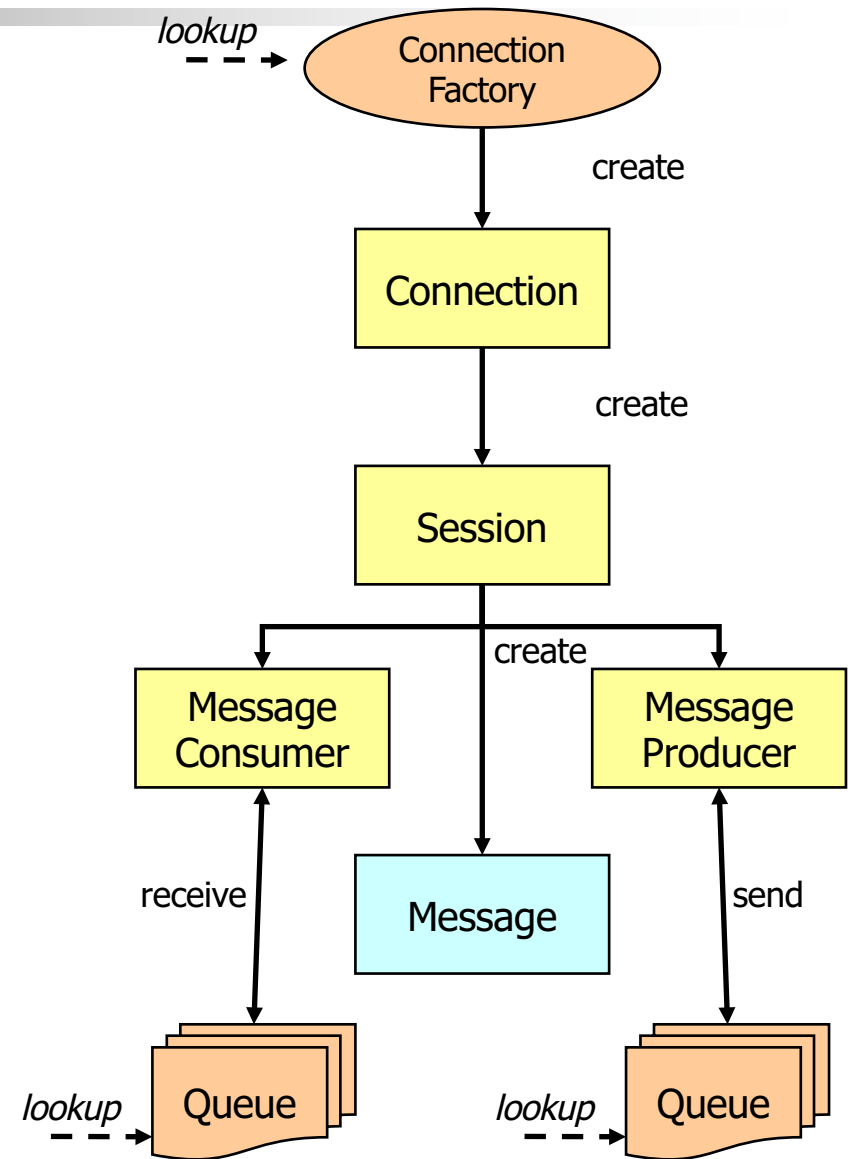 lookup
Connection
Factory
create
Connection
create
Session
create
Message
Consumer
Message
Producer
receive
Message
send
lookup
Queue
lookup
Queue